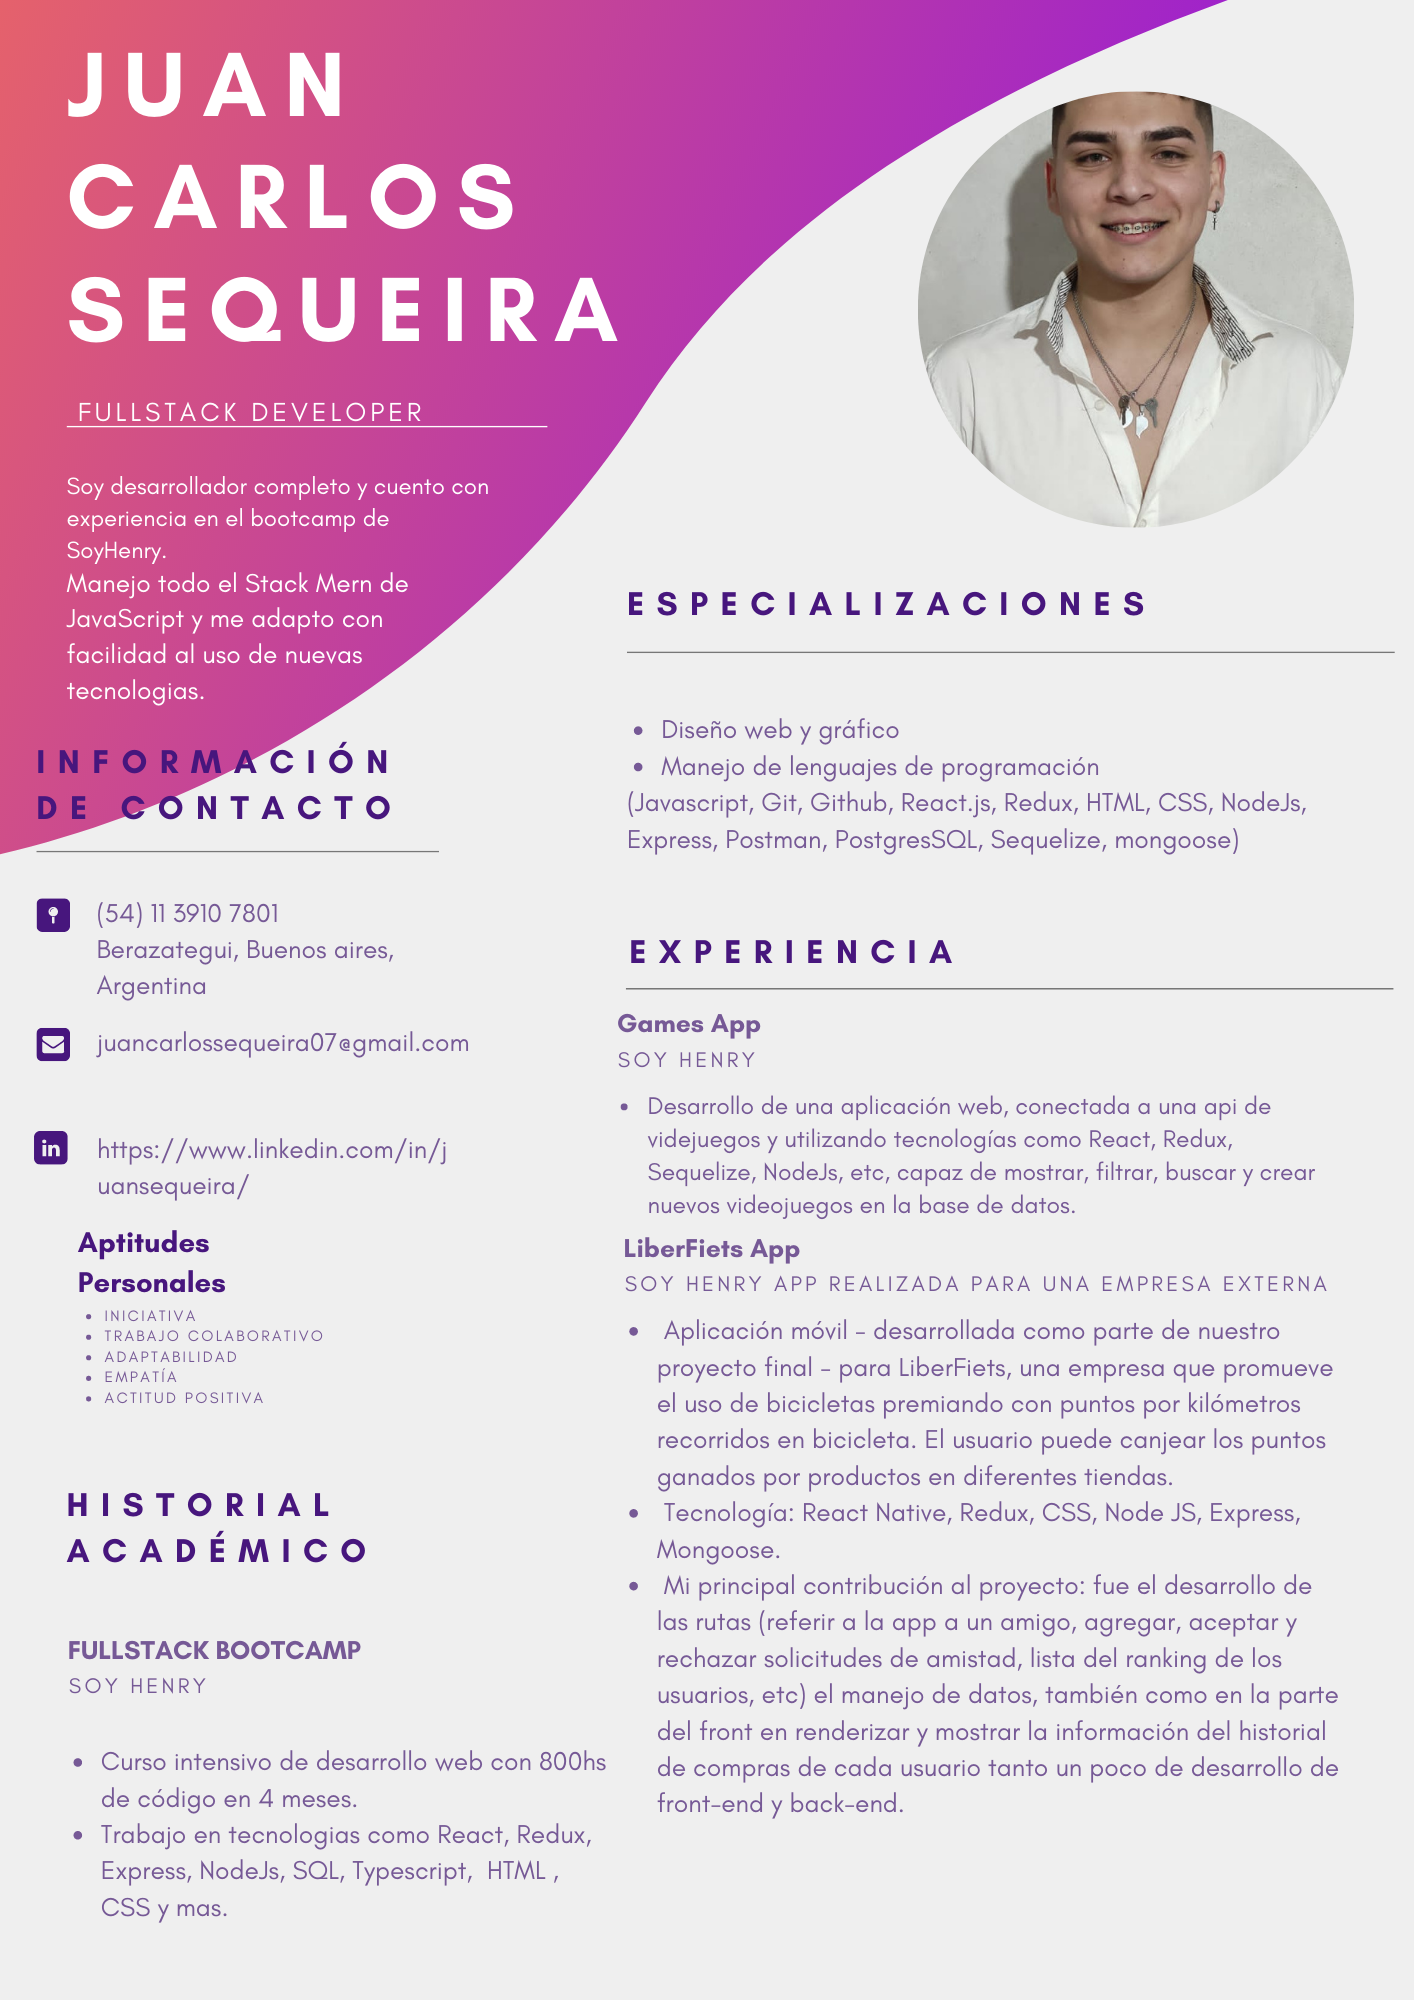 JUAN
CARLOS
SEQUEIRA
FULLSTACK DEVELOPER
Soy desarrollador completo y cuento con
experiencia en el bootcamp de
SoyHenry.
Manejo todo el Stack Mern de
JavaScript y me adapto con
facilidad al uso de nuevas
tecnologias.
INFORMACIÓN
DE CONTACTO
(54) 11 3910 7801
Berazategui, Buenos aires,
Argentina
juancarlossequeira07@gmail.com
in
https://www.linkedin.com/in/j
uansequeira/
Aptitudes
Personales
• INICIATIVA
• TRABAJO COLABORATIVO
• ADAPTABILIDAD
• EMPATÍA
• ACTITUD POSITIVA
HISTORIAL
ACADÉMICO
FULLSTACK BOOTCAMP
SOY HENRY
• Curso intensivo de desarrollo web con 800hs
de código en 4 meses.
• Trabajo en tecnologias como React, Redux,
Express, NodeJs, SQL, Typescript,  HTML ,
CSS y mas.
ESPECIALIZACIONES
• Diseño web y gráfico
• Manejo de lenguajes de programación
(Javascript, Git, Github, React.js, Redux, HTML, CSS, NodeJs,
Express, Postman, PostgresSQL, Sequelize, mongoose)
EXPERIENCIA
Games App
SOY HENRY
• Desarrollo de una aplicación web, conectada a una api de
videjuegos y utilizando tecnologías como React, Redux,
Sequelize, NodeJs, etc, capaz de mostrar, filtrar, buscar y crear
nuevos videojuegos en la base de datos.
LiberFiets App
SOY HENRY APP REALIZADA PARA UNA EMPRESA EXTERNA
• Aplicación móvil - desarrollada como parte de nuestro
proyecto final - para LiberFiets, una empresa que promueve
el uso de bicicletas premiando con puntos por kilómetros
recorridos en bicicleta. El usuario puede canjear los puntos
ganados por productos en diferentes tiendas.
• Tecnología: React Native, Redux, CSS, Node JS, Express,
Mongoose.
• Mi principal contribución al proyecto: fue el desarrollo de
las rutas (referir a la app a un amigo, agregar, aceptar y
rechazar solicitudes de amistad, lista del ranking de los
usuarios, etc) el manejo de datos, también como en la parte
del front en renderizar y mostrar la información del historial
de compras de cada usuario tanto un poco de desarrollo de
front-end y back-end.